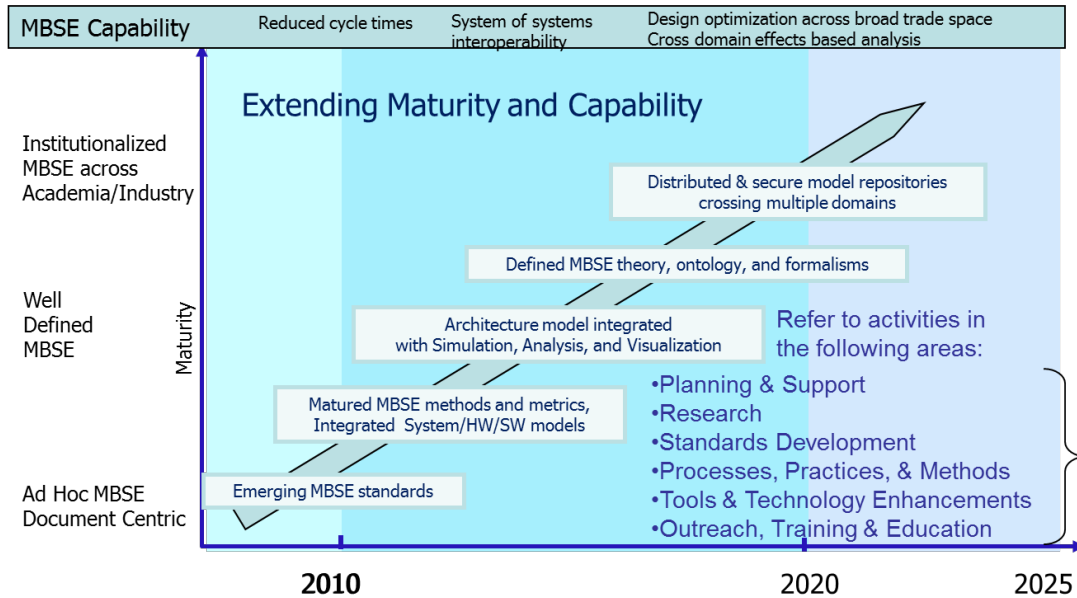 MBSE Capability
Reduced cycle times
System of systems
interoperability
Design optimization across broad trade space
Cross domain effects based analysis
Extending Maturity and Capability
Institutionalized
MBSE across
Academia/Industry
Distributed & secure model repositories
crossing multiple domains
Defined MBSE theory, ontology, and formalisms
Well
Defined
MBSE
Maturity
Architecture model integrated
with Simulation, Analysis, and Visualization
Refer to activities in
the following areas:
•Planning & Support
•Research
•Standards Development
•Processes, Practices, & Methods
•Tools & Technology Enhancements
•Outreach, Training & Education
Matured MBSE methods and metrics,
Integrated System/HW/SW models
Ad Hoc MBSE
Document Centric
Emerging MBSE standards
2010
2020
2025